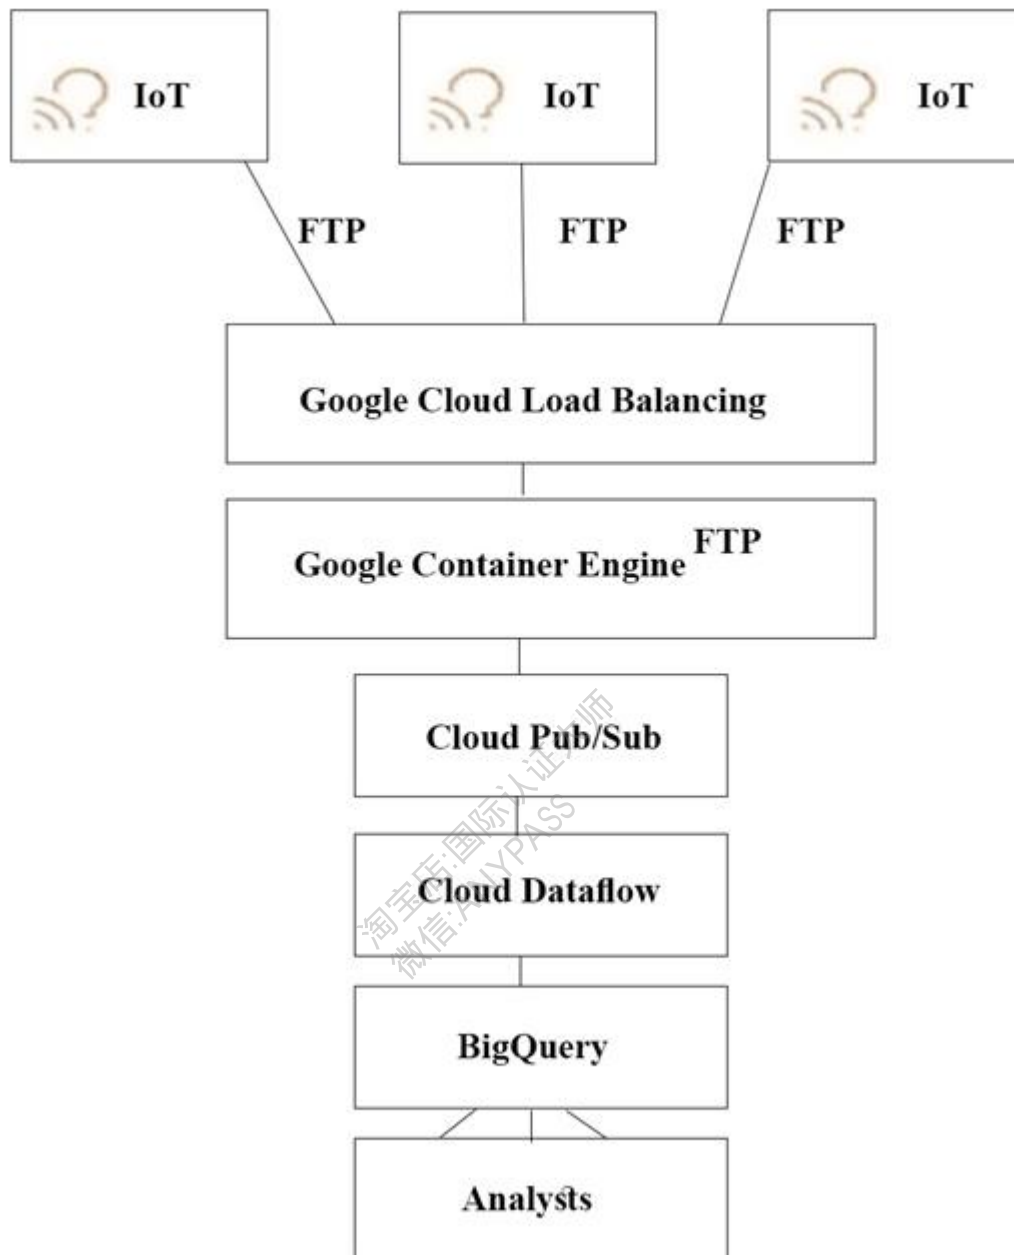 IoT
IoT
IoT
FTP
FTP
FTP
Google Cloud Load Balancing
FTP
Google Container Engine
Cloud Pub/Sub
淘宝店:国际认证大师
微信:ANYPASS
Cloud Dataflow
BigQuery
Analysts